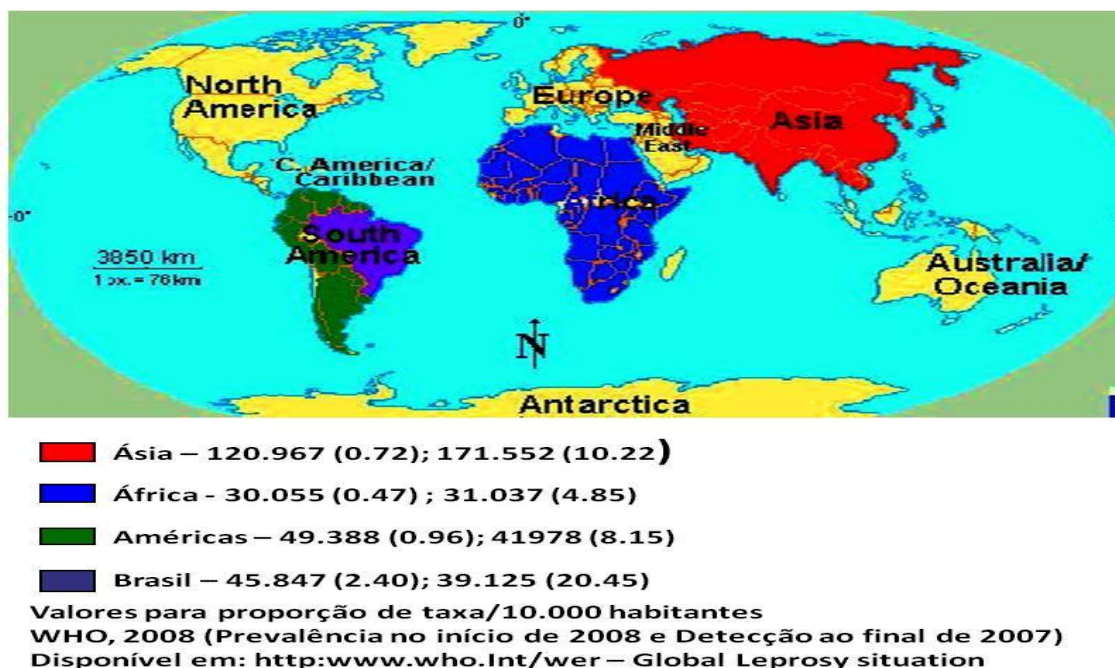 0°
North
America
Europe
Middle
East
Asia
C. America/
Caribbean
Africa
-0°
South
America
3850 km
1 px. = 76 km
Australia/
Oceania
N
Antarctica
Ásia – 120.967 (0.72); 171.552 (10.22)
África - 30.055 (0.47) ; 31.037 (4.85)
Américas – 49.388 (0.96); 41978 (8.15)
Brasil – 45.847 (2.40); 39.125 (20.45)
Valores para proporção de taxa/10.000 habitantes
WHO, 2008 (Prevalência no início de 2008 e Detecção ao final de 2007)
Disponível em: http:www.who.Int/wer – Global Leprosy situation